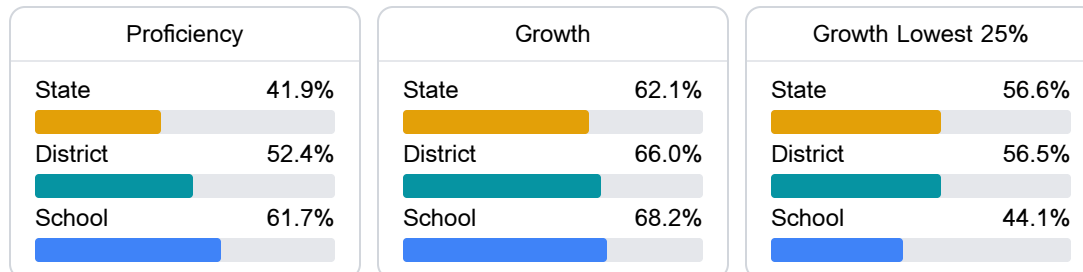 Proficiency
State 41.9%
District 52.4%
School 61.7%
Growth
State 62.1%
District 66.0%
School 68.2%
Growth Lowest 25%
State 56.6%
District 56.5%
School 44.1%